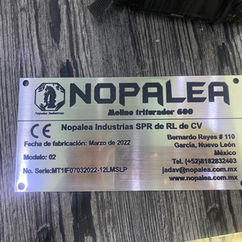 NOPALEA
Nopalea Industrias
Molino triturador 600
CE Nopalea Industrias SPR de RL de CV
Bernardo Reyes # 110
Fecha de fabricación: Marzo de 2022
García, Nuevo León
México
Modelo: 02
Tel. (+52)8182832403
No. Serie:MT1IF07032022-12LMSLP
jadav@nopalea.com.mx
www.nopalea.com.mx